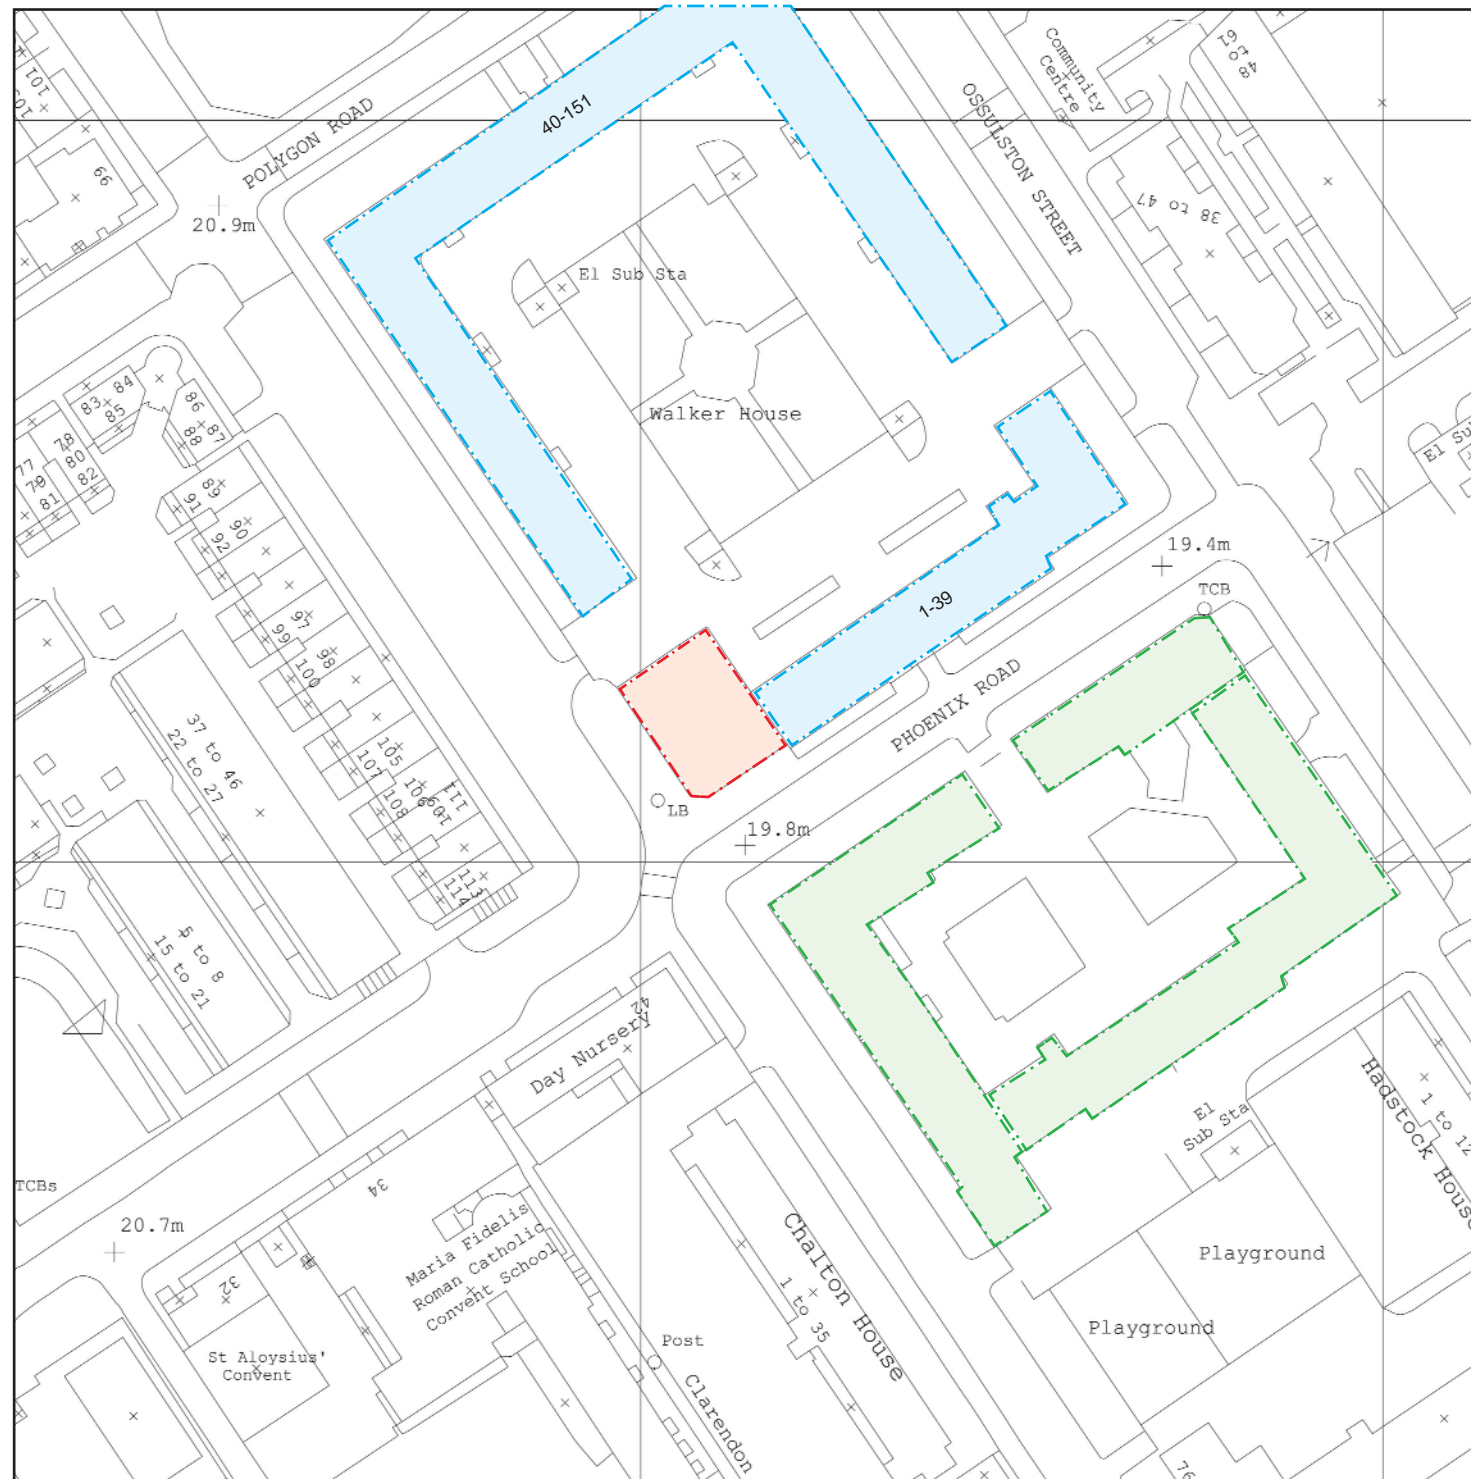 POLYGON ROAD
40-151
OSSULSTON STREET
Community
Centre
48 to 61
101
66
20.9m
38 to 47
El Sub Sta
Walker House
83
84
85
86
87
88
77
78
79
80
81
82
89
91
90
92
97
99
98
100
105
107
106
108
109
111
113
114
37 to 46
22 to 27
5 to 8
15 to 21
19.4m
TCB
1-39
PHOENIX ROAD
LB
19.8m
42
Day Nursery
34
TCBs
20.7m
32
St Aloysius'
Convent
Maria Fidelis
Roman Catholic
Convent School
Post
Clarendon
Chalton House
1 to 35
El
Sub Sta
Hadstock House
1 to 12
Playground
Playground
76